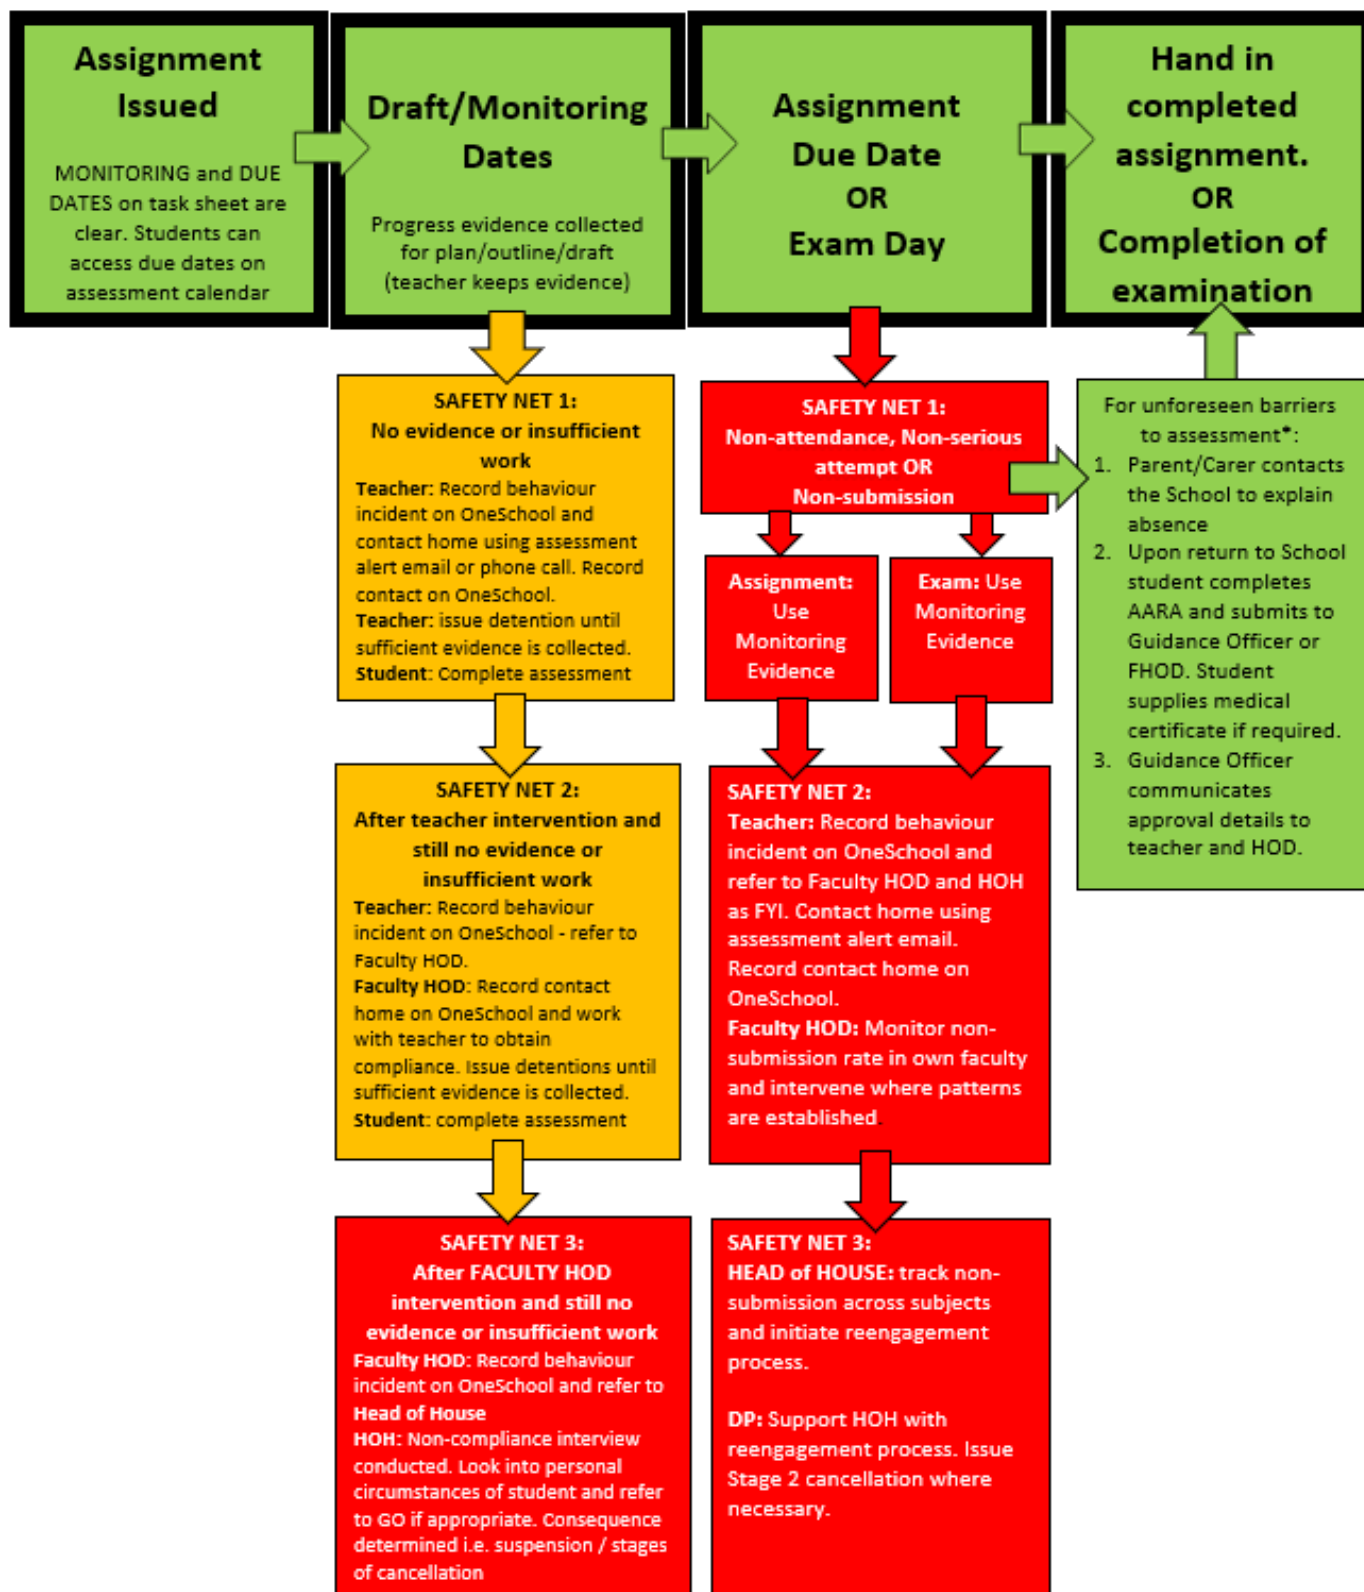 Assignment
Issued
MONITORING and DUE
DATES on task sheet are
clear. Students can
access due dates on
assessment calendar
Draft/Monitoring
Dates
Progress evidence collected
for plan/outline/draft
(teacher keeps evidence)
Assignment
Due Date
OR
Exam Day
Hand in
completed
assignment.
OR
Completion of
examination
SAFETY NET 1:
No evidence or insufficient
work
Teacher: Record behaviour
incident on OneSchool and
contact home using assessment
alert email or phone call. Record
contact on OneSchool.
Teacher: issue detention until
sufficient evidence is collected.
Student: Complete assessment
SAFETY NET 2:
After teacher intervention and
still no evidence or
insufficient work
Teacher: Record behaviour
incident on OneSchool - refer to
Faculty HOD.
Faculty HOD: Record contact
home on OneSchool and work
with teacher to obtain
compliance. Issue detentions until
sufficient evidence is collected.
Student: complete assessment
SAFETY NET 3:
After FACULTY HOD
intervention and still no
evidence or insufficient work
Faculty HOD: Record behaviour
incident on OneSchool and refer to
Head of House
HOH: Non-compliance interview
conducted. Look into personal
circumstances of student and refer
to GO if appropriate. Consequence
determined i.e. suspension / stages
of cancellation
SAFETY NET 1:
Non-attendance, Non-serious
attempt OR
Non-submission
Assignment:
Use
Monitoring
Evidence
Exam: Use
Monitoring
Evidence
SAFETY NET 2:
Teacher: Record behaviour
incident on OneSchool and
refer to Faculty HOD and HOH
as FYI. Contact home using
assessment alert email.
Record contact home on
OneSchool.
Faculty HOD: Monitor non-
submission rate in own faculty
and intervene where patterns
are established.
SAFETY NET 3:
HEAD of HOUSE: track non-
submission across subjects
and initiate reengagement
process.
DP: Support HOH with
reengagement process. Issue
Stage 2 cancellation where
necessary.
For unforeseen barriers
to assessment*:
1. Parent/Carer contacts
the School to explain
absence
2. Upon return to School
student completes
AARA and submits to
Guidance Officer or
FHOD. Student
supplies medical
certificate if required.
3. Guidance Officer
communicates
approval details to
teacher and HOD.